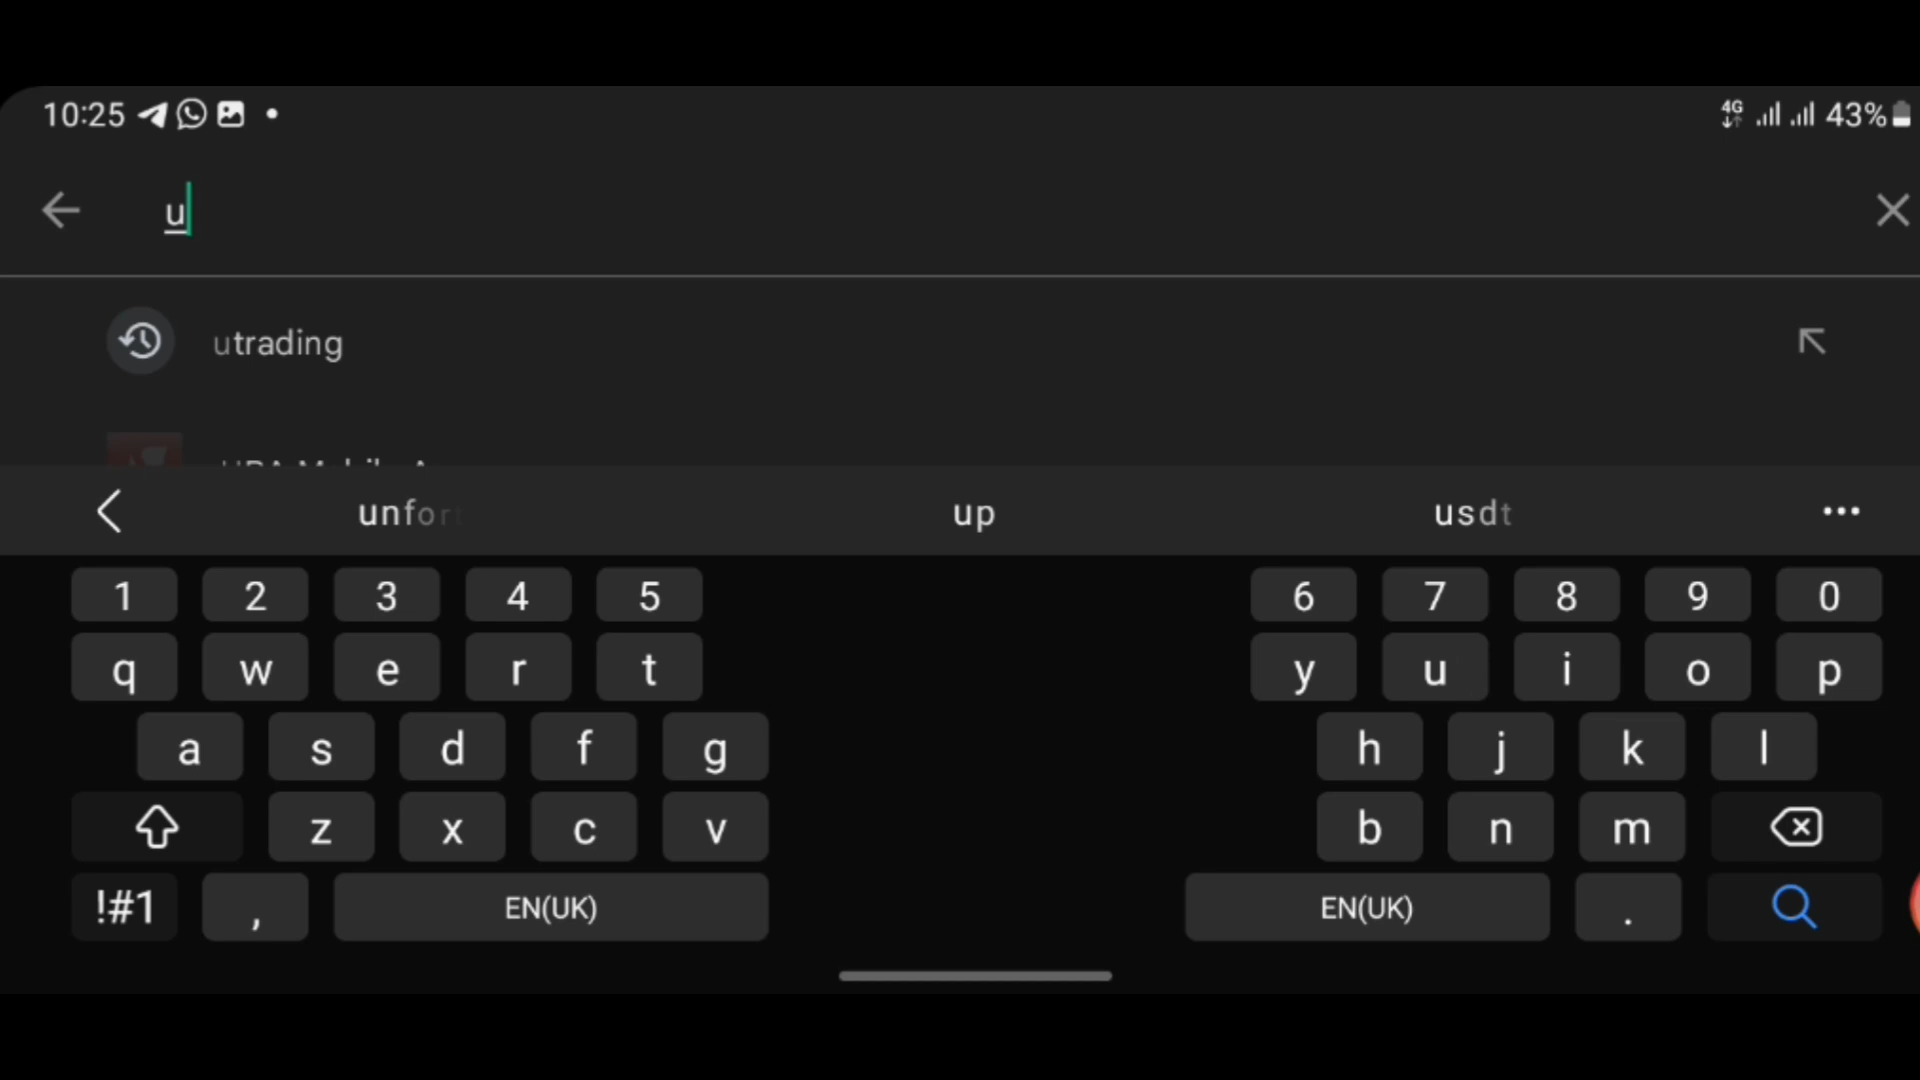 10:25
4G 43%
u
utrading
up
usdt
1 2 3 4 5 6 7 8 9 0
q w e r t y u i o p
a s d f g h j k l
z x c v b n m
!#1 , EN(UK) EN(UK) .